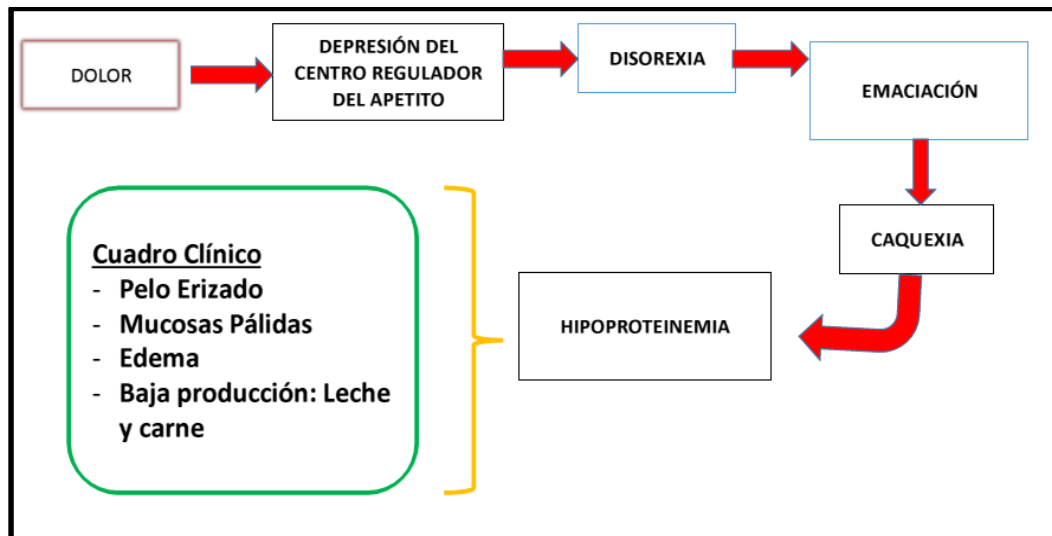 DOLOR
DEPRESIÓN DEL
CENTRO REGULADOR
DEL APETITO
DISOREXIA
EMACIACIÓN
CAQUEXIA
HIPOPROTEINEMIA
Cuadro Clínico
- Pelo Erizado
- Mucosas Pálidas
- Edema
- Baja producción: Leche
y carne